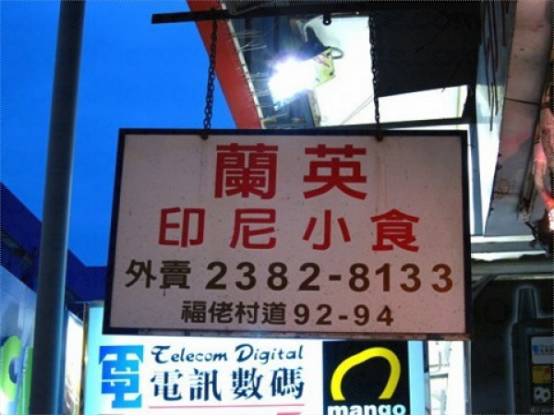 蘭英
印尼小食
外賣 2382-8133
福佬村道 92-94
Telecom Digital
電訊數碼
mango